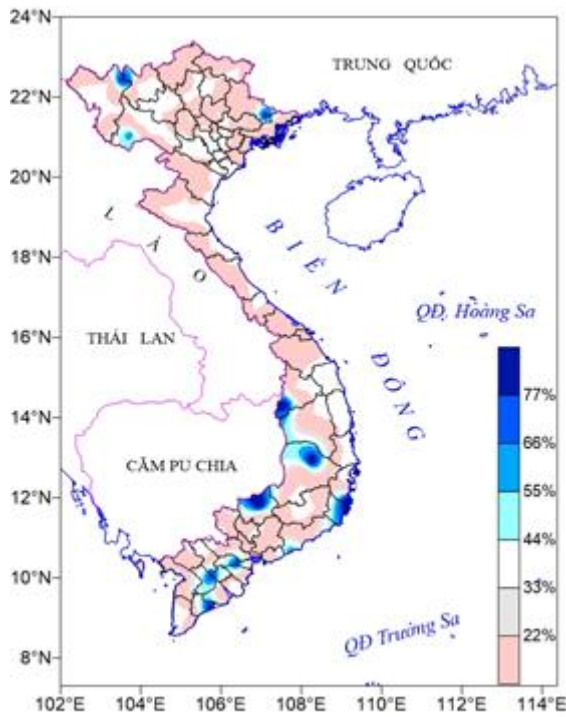 24°N
22°N
20°N
18°N
16°N
14°N
12°N
10°N
8°N
TRUNG QUỐC
LÀO
BIỂN ĐÔNG
THÁI LAN
QĐ. Hoàng Sa
CĂM PU CHIA
QĐ Trường Sa
77%
66%
55%
44%
33%
22%
102°E 104°E 106°E 108°E 110°E 112°E 114°E